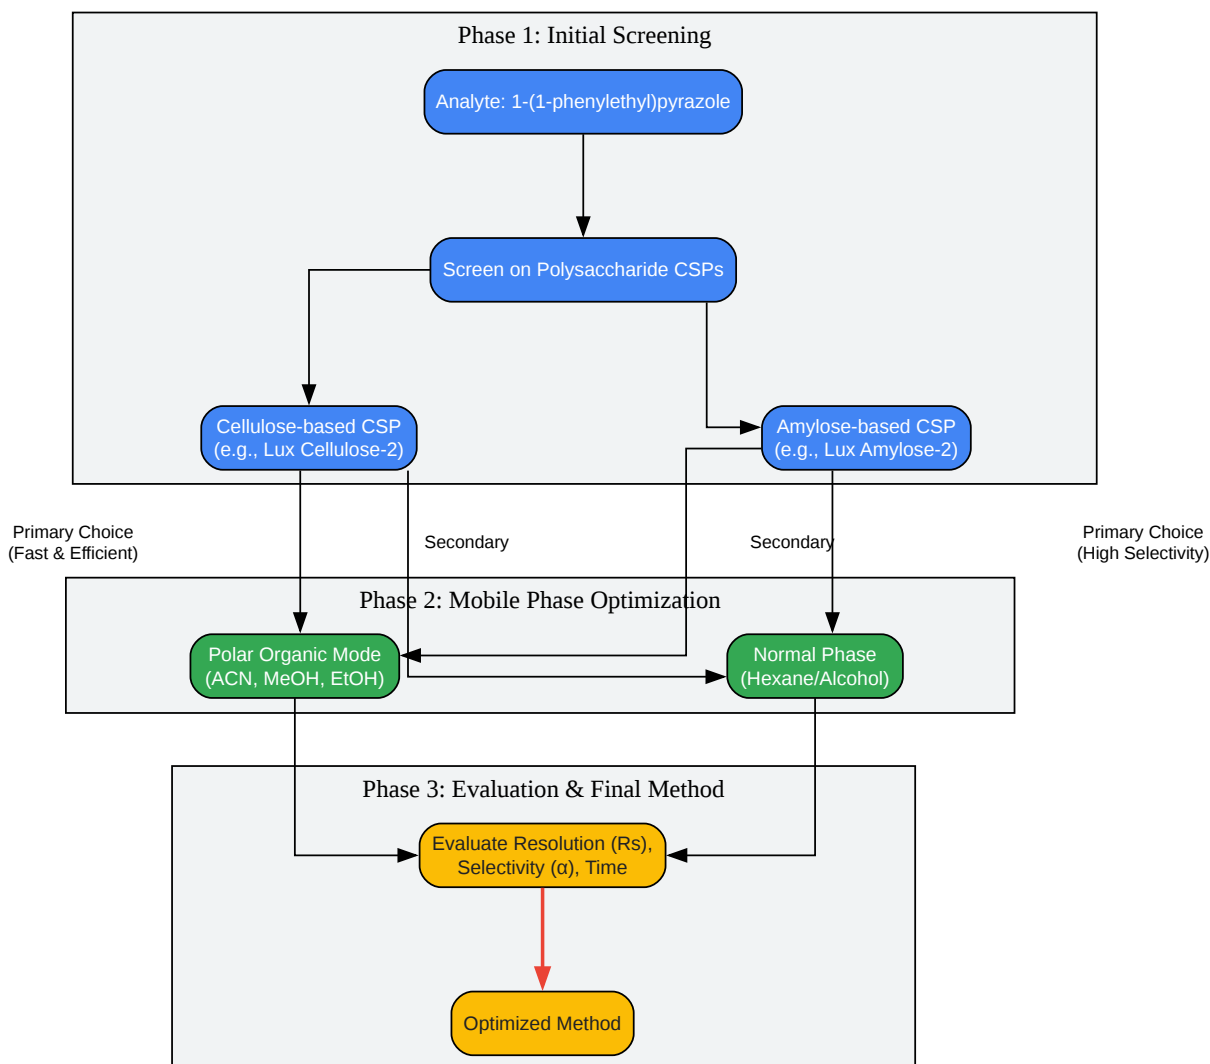 Phase 1: Initial Screening
Analyte: 1-(1-phenylethyl)pyrazole
Screen on Polysaccharide CSPs
Cellulose-based CSP
(e.g., Lux Cellulose-2)
Amylose-based CSP
(e.g., Lux Amylose-2)
Primary Choice
(Fast & Efficient)
Secondary
Secondary
Primary Choice
(High Selectivity)
Phase 2: Mobile Phase Optimization
Polar Organic Mode
(ACN, MeOH, EtOH)
Normal Phase
(Hexane/Alcohol)
Phase 3: Evaluation & Final Method
Evaluate Resolution (Rs),
Selectivity (α), Time
Optimized Method